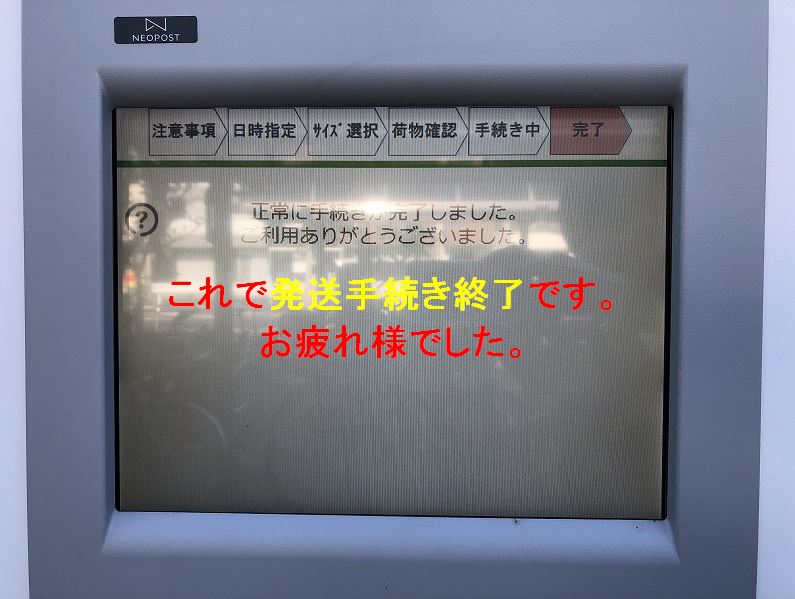 NEOPOST
注意事項 日時指定 サイズ選択 荷物確認 手続き中 完了
?
正常に手続きが完了しました。
ご利用ありがとうございました。
これで発送手続き終了です。
お疲れ様でした。